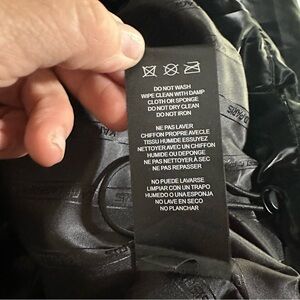 DO NOT WASH
WIPE CLEAN WITH DAMP
CLOTH OR SPONGE
DO NOT DRY CLEAN
DO NOT IRON
NE PAS LAVER
CHIFFON PROPRE AVECLE
TISSU HUMIDE ESSUYEZ
NETTOYER AVEC UN CHIFFON
HUMIDE OU DEPONGE
NE PAS NETTOYER À SEC
NE PAS REPASSER
NO PUEDE LAVARSE
LIMPIAR CON UN TRAPO
HUMEDO O UNA ESPONJA
NO LAVE EN SECO
NO PLANCHAR
PARIS